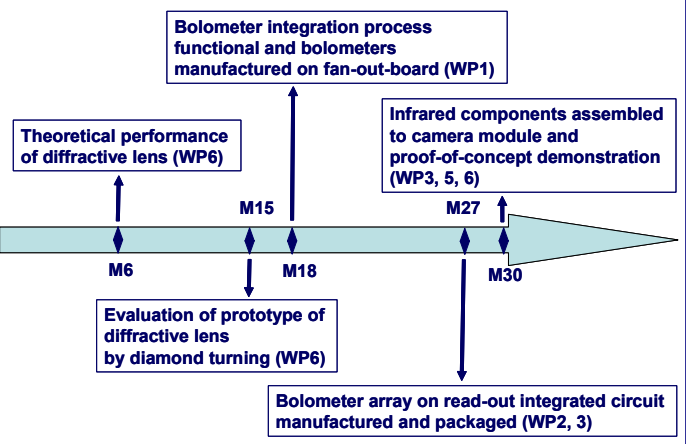 Bolometer integration process
functional and bolometers
manufactured on fan-out-board (WP1)
Infrared components assembled
to camera module and
proof-of-concept demonstration
(WP3, 5, 6)
Theoretical performance
of diffractive lens (WP6)
M15
M27
M6
M18
M30
Evaluation of prototype of
diffractive lens
by diamond turning (WP6)
Bolometer array on read-out integrated circuit
manufactured and packaged (WP2, 3)